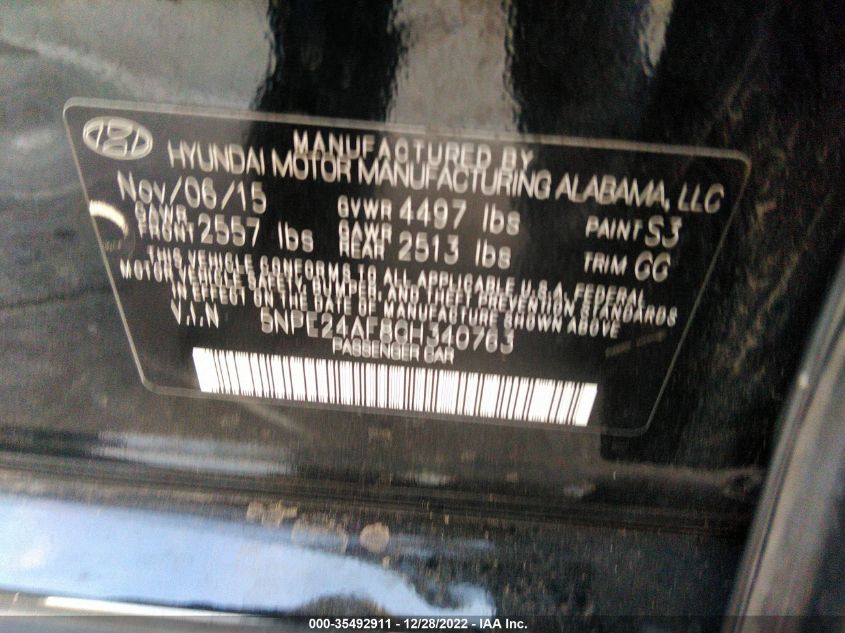 MANUFACTURED BY
HYUNDAI MOTOR MANUFACTURING ALABAMA, LLC
Nov/06/15 GVWR 4497 lbs PAINT S3
GAWR FRONT 2557 lbs GAWR REAR 2513 lbs TRIM GG
THIS VEHICLE CONFORMS TO ALL APPLICABLE U.S.A. FEDERAL
MOTOR VEHICLE SAFETY, BUMPER, AND THEFT PREVENTION STANDARDS
IN EFFECT ON THE DATE OF MANUFACTURE SHOWN ABOVE.
V.I.N 5NPE24AF8GH340763
PASSENGER CAR
000-35492911 - 12/28/2022 - IAA Inc.